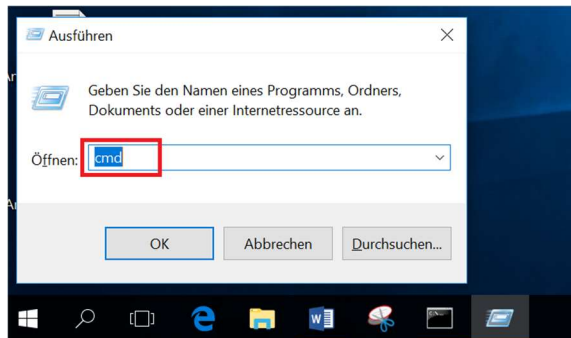 Ausführen
Geben Sie den Namen eines Programms, Ordners,
Dokuments oder einer Internetressource an.
Öffnen: cmd
OK Abbrechen Durchsuchen...